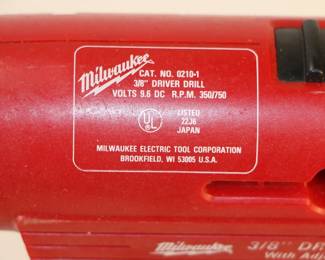 Milwaukee
CAT. NO. 0210-1
3/8" DRIVER DRILL
VOLTS 9.6 DC R.P.M. 350/750
UL
LISTED
22J6
JAPAN
MILWAUKEE ELECTRIC TOOL CORPORATION
BROOKFIELD, WI 53005 U.S.A.
Milwaukee 3/8" DR
With Adj